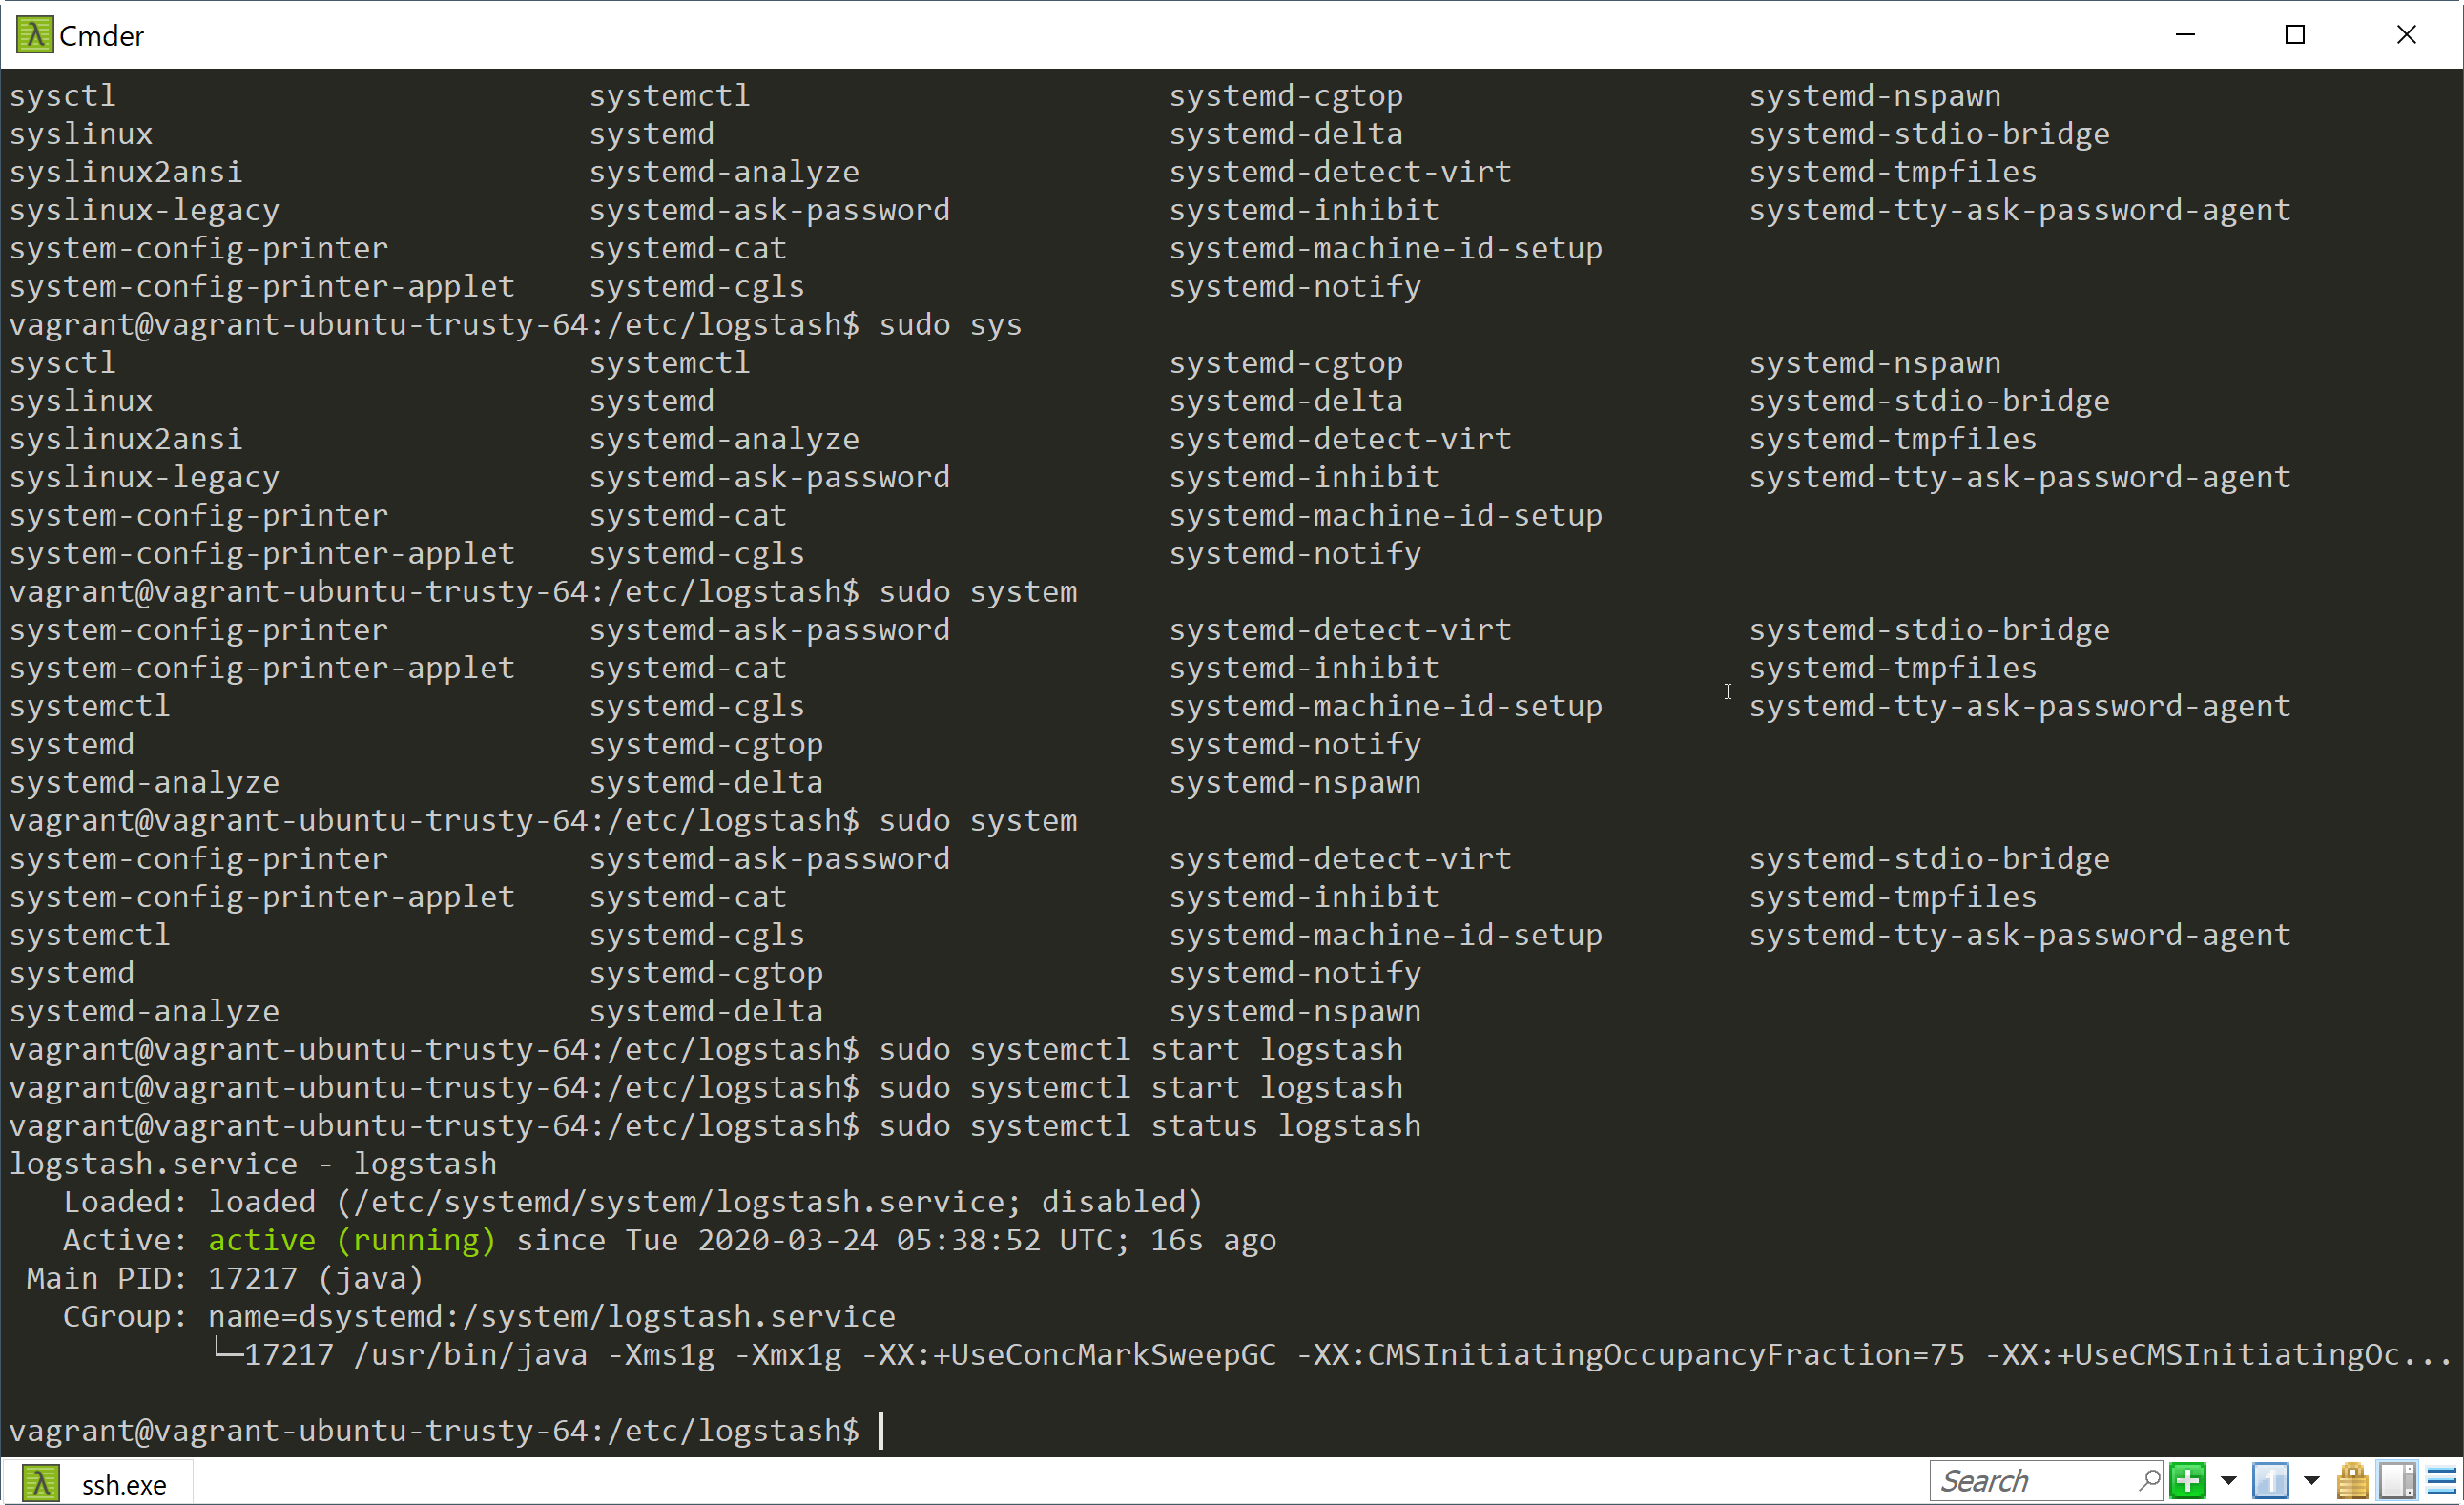 Cmder
sysctl systemctl systemd-cgtop systemd-nspawn
syslinux systemd systemd-delta systemd-stdio-bridge
syslinux2ansi systemd-analyze systemd-detect-virt systemd-tmpfiles
syslinux-legacy systemd-ask-password systemd-inhibit systemd-tty-ask-password-agent
system-config-printer systemd-cat systemd-machine-id-setup
system-config-printer-applet systemd-cgls systemd-notify
vagrant@vagrant-ubuntu-trusty-64:/etc/logstash$ sudo sys
sysctl systemctl systemd-cgtop systemd-nspawn
syslinux systemd systemd-delta systemd-stdio-bridge
syslinux2ansi systemd-analyze systemd-detect-virt systemd-tmpfiles
syslinux-legacy systemd-ask-password systemd-inhibit systemd-tty-ask-password-agent
system-config-printer systemd-cat systemd-machine-id-setup
system-config-printer-applet systemd-cgls systemd-notify
vagrant@vagrant-ubuntu-trusty-64:/etc/logstash$ sudo system
system-config-printer systemd-ask-password systemd-detect-virt systemd-stdio-bridge
system-config-printer-applet systemd-cat systemd-inhibit systemd-tmpfiles
systemctl systemd-cgls systemd-machine-id-setup systemd-tty-ask-password-agent
systemd systemd-cgtop systemd-notify
systemd-analyze systemd-delta systemd-nspawn
vagrant@vagrant-ubuntu-trusty-64:/etc/logstash$ sudo system
system-config-printer systemd-ask-password systemd-detect-virt systemd-stdio-bridge
system-config-printer-applet systemd-cat systemd-inhibit systemd-tmpfiles
systemctl systemd-cgls systemd-machine-id-setup systemd-tty-ask-password-agent
systemd systemd-cgtop systemd-notify
systemd-analyze systemd-delta systemd-nspawn
vagrant@vagrant-ubuntu-trusty-64:/etc/logstash$ sudo systemctl start logstash
vagrant@vagrant-ubuntu-trusty-64:/etc/logstash$ sudo systemctl start logstash
vagrant@vagrant-ubuntu-trusty-64:/etc/logstash$ sudo systemctl status logstash
logstash.service - logstash
Loaded: loaded (/etc/systemd/system/logstash.service; disabled)
Active: active (running) since Tue 2020-03-24 05:38:52 UTC; 16s ago
Main PID: 17217 (java)
CGroup: name=dsystemd:/system/logstash.service
└─17217 /usr/bin/java -Xms1g -Xmx1g -XX:+UseConcMarkSweepGC -XX:CMSInitiatingOccupancyFraction=75 -XX:+UseCMSInitiatingOc...
vagrant@vagrant-ubuntu-trusty-64:/etc/logstash$
ssh.exe Search 1